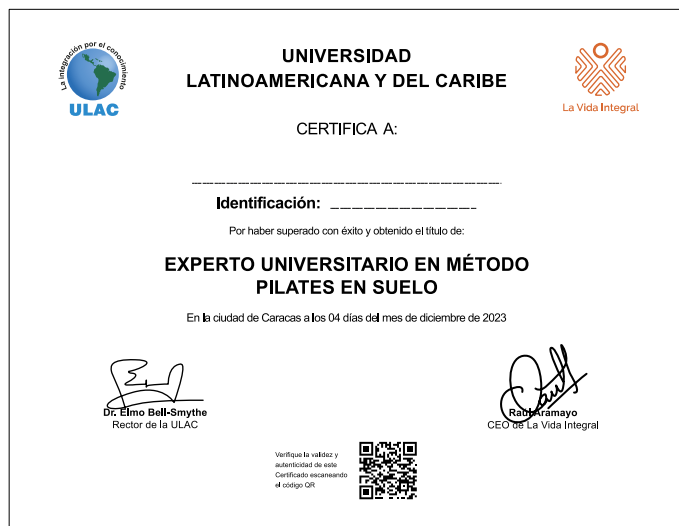 La integración por el conocimiento
ULAC
UNIVERSIDAD
LATINOAMERICANA Y DEL CARIBE
La Vida Integral
CERTIFICA A:
Identificación:
Por haber superado con éxito y obtenido el título de:
EXPERTO UNIVERSITARIO EN MÉTODO
PILATES EN SUELO
En la ciudad de Caracas a los 04 días del mes de diciembre de 2023
Dr. Elmo Bell-Smythe
Rector de la ULAC
Raúl Aramayo
CEO de La Vida Integral
Verifique la validez y
autenticidad de este
Certificado escaneando
el código QR